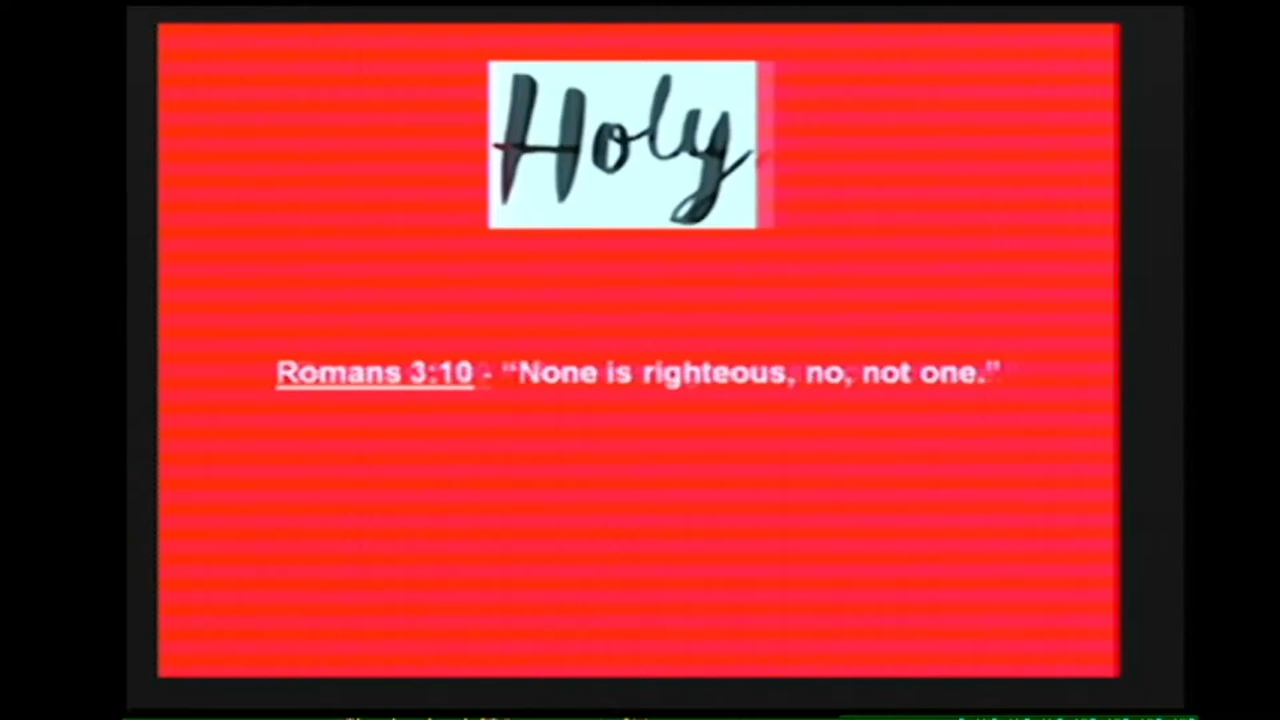 Holy
Romans 3:10 - “None is righteous, no, not one.”